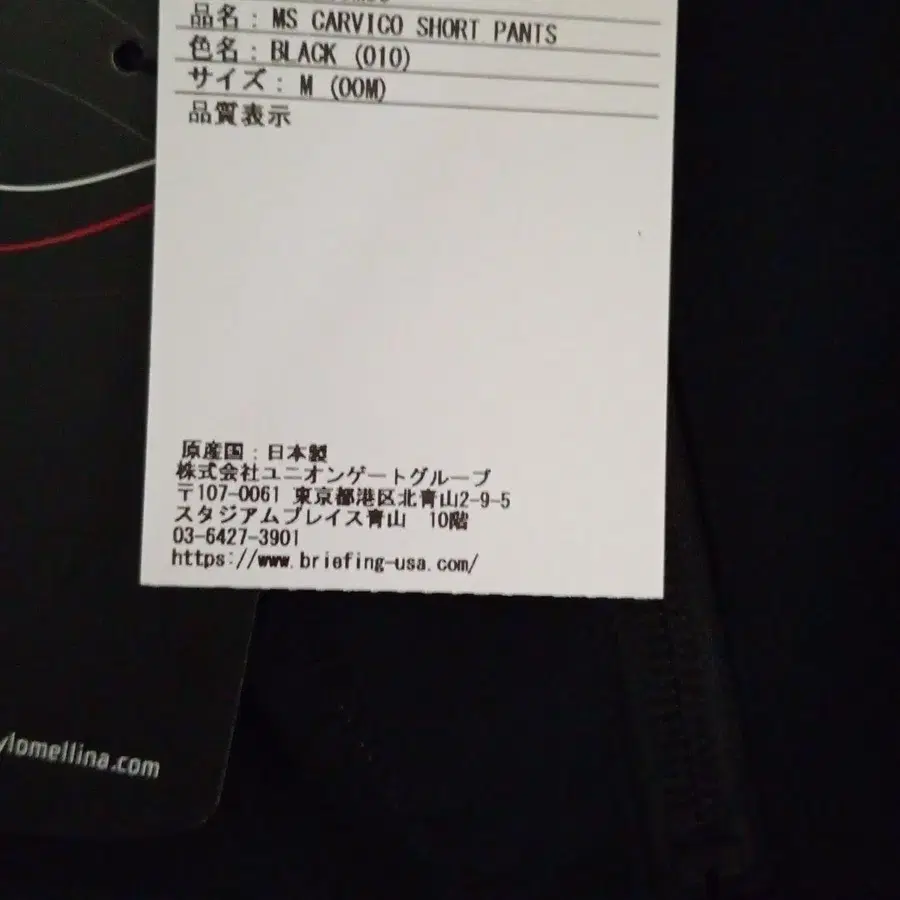 品名: MS CARVICO SHORT PANTS
色名: BLACK (010)
サイズ: M (00M)
品質表示
原産国:日本製
株式会社ユニオンゲートグループ
〒107-0061 東京都港区北青山2-9-5
スタジアムプレイス青山 10階
03-6427-3901
https://www.briefing-usa.com/
ylomellina.com